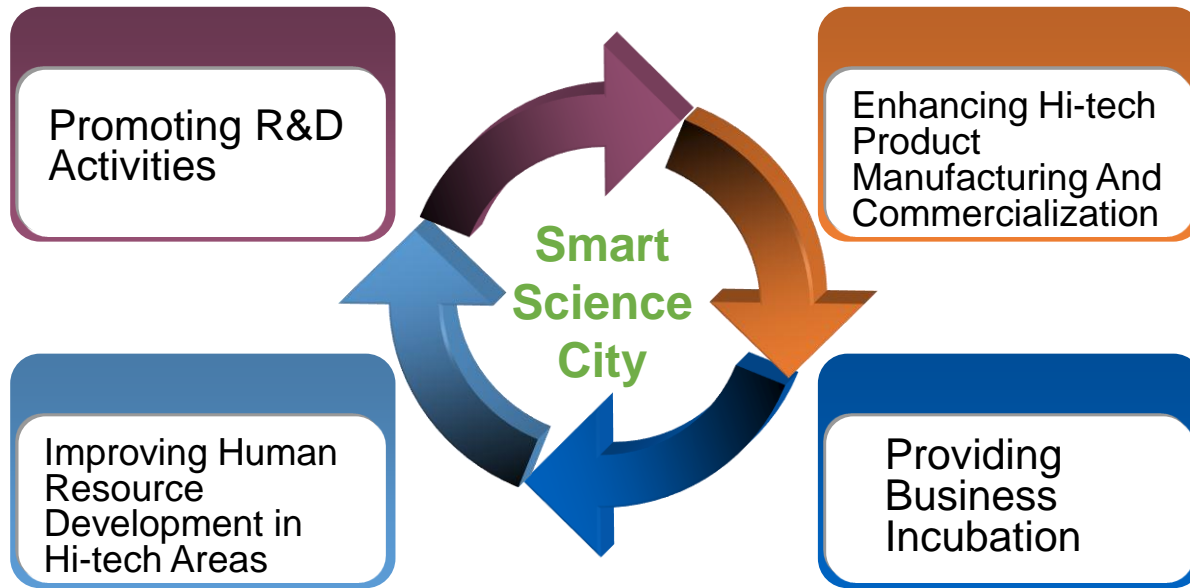 Promoting R&D
Activities
Enhancing Hi-tech
Product
Manufacturing And
Commercialization
Smart
Science
City
Improving Human
Resource
Development in
Hi-tech Areas
Providing
Business
Incubation